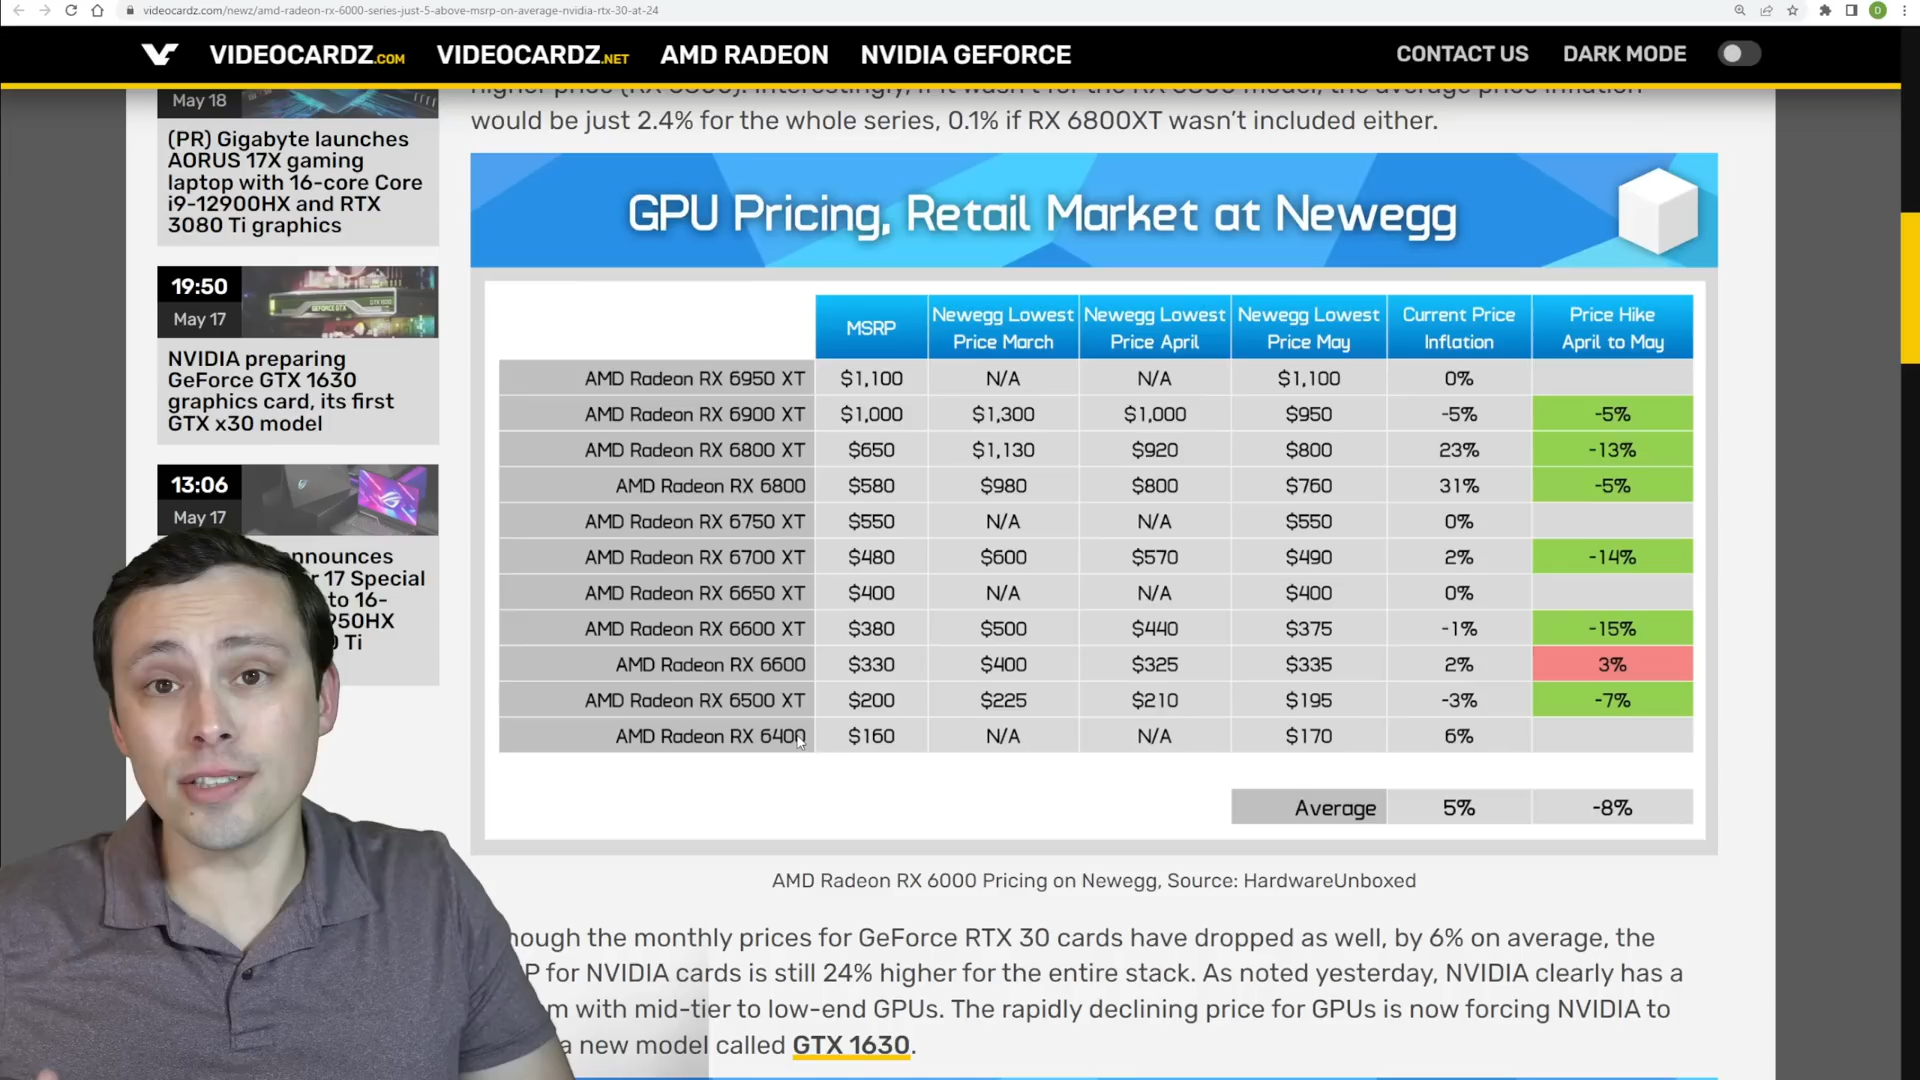 videocardz.com/newz/amd-radeon-rx-6000-series-just-5-above-msrp-on-average-nvidia-rtx-30-at-24
D
VIDEOCARDZ.COM VIDEOCARDZ.NET AMD RADEON NVIDIA GEFORCE CONTACT US DARK MODE
May 18
(PR) Gigabyte launches
AORUS 17X gaming
laptop with 16-core Core
i9-12900HX and RTX
3080 Ti graphics
19:50
May 17
GEFORCE GTX
NVIDIA preparing
GeForce GTX 1630
graphics card, its first
GTX x30 model
13:06
May 17
nnounces
r 17 Special
to 16-
950HX
Ti
would be just 2.4% for the whole series, 0.1% if RX 6800XT wasn't included either.
GPU Pricing, Retail Market at Newegg
MSRP Newegg Lowest Price March Newegg Lowest Price April Newegg Lowest Price May Current Price Inflation Price Hike April to May
AMD Radeon RX 6950 XT $1,100 N/A N/A $1,100 0%
AMD Radeon RX 6900 XT $1,000 $1,300 $1,000 $950 -5% -5%
AMD Radeon RX 6800 XT $650 $1,130 $920 $800 23% -13%
AMD Radeon RX 6800 $580 $980 $800 $760 31% -5%
AMD Radeon RX 6750 XT $550 N/A N/A $550 0%
AMD Radeon RX 6700 XT $480 $600 $570 $490 2% -14%
AMD Radeon RX 6650 XT $400 N/A N/A $400 0%
AMD Radeon RX 6600 XT $380 $500 $440 $375 -1% -15%
AMD Radeon RX 6600 $330 $400 $325 $335 2% 3%
AMD Radeon RX 6500 XT $200 $225 $210 $195 -3% -7%
AMD Radeon RX 6400 $160 N/A N/A $170 6%
Average 5% -8%
AMD Radeon RX 6000 Pricing on Newegg, Source: HardwareUnboxed
hough the monthly prices for GeForce RTX 30 cards have dropped as well, by 6% on average, the
P for NVIDIA cards is still 24% higher for the entire stack. As noted yesterday, NVIDIA clearly has a
m with mid-tier to low-end GPUs. The rapidly declining price for GPUs is now forcing NVIDIA to
a new model called GTX 1630.